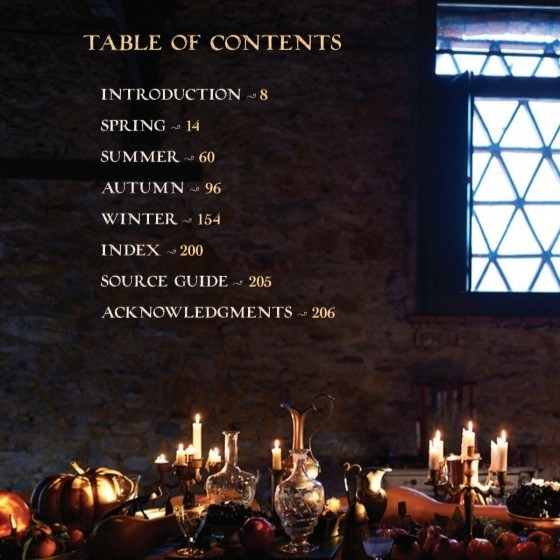 TABLE OF CONTENTS
INTRODUCTION ~ 8
SPRING ~ 14
SUMMER ~ 60
AUTUMN ~ 96
WINTER ~ 154
INDEX ~ 200
SOURCE GUIDE ~ 205
ACKNOWLEDGMENTS ~ 206